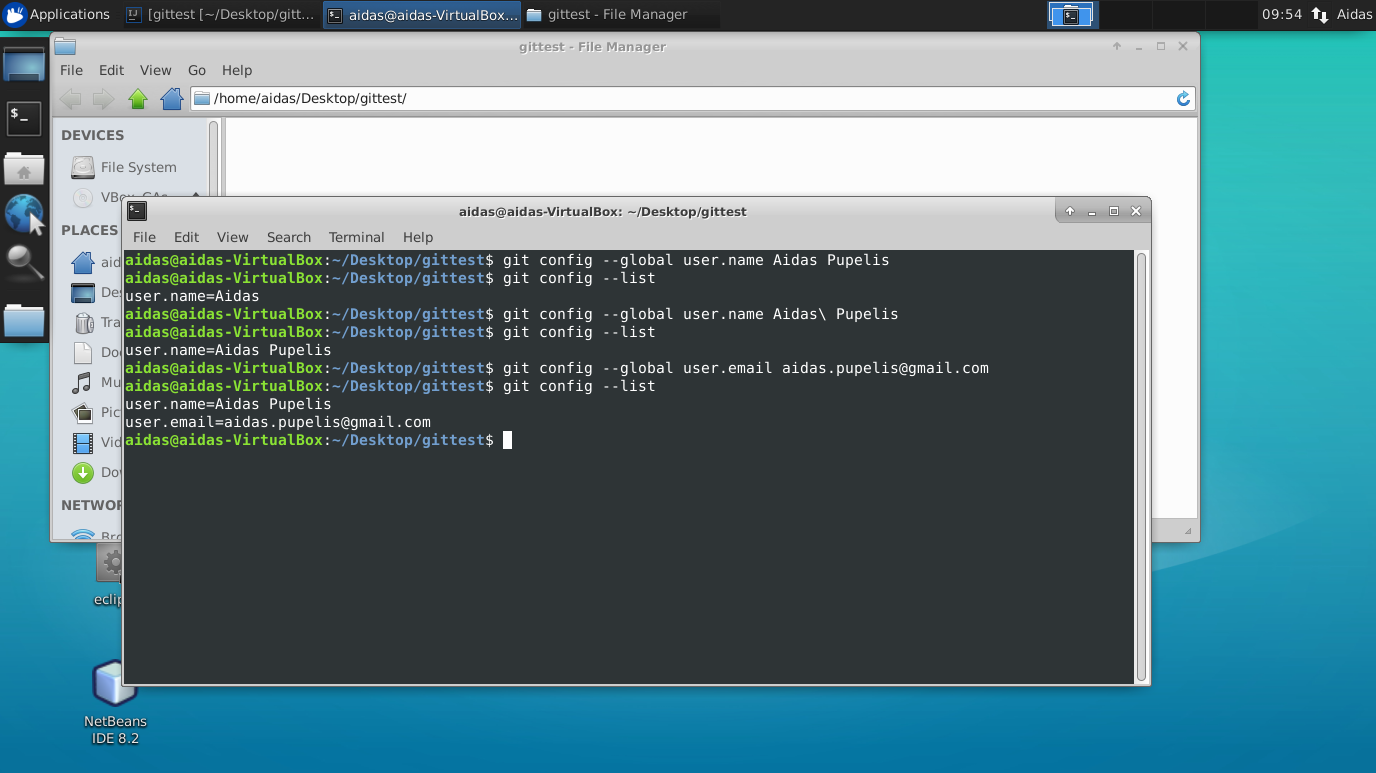 Applications
[gittest [~/Desktop/gitt...
aidas@aidas-VirtualBox...
gittest - File Manager
09:54
Aidas
gittest - File Manager
File Edit View Go Help
/home/aidas/Desktop/gittest/
DEVICES
File System
VBox_GAs
PLACES
aid
Des
Tra
Doc
Mu
Pic
Vid
Dow
NETWOR
Bro
aidas@aidas-VirtualBox: ~/Desktop/gittest
File Edit View Search Terminal Help
aidas@aidas-VirtualBox:~/Desktop/gittest$ git config --global user.name Aidas Pupelis
aidas@aidas-VirtualBox:~/Desktop/gittest$ git config --list
user.name=Aidas
aidas@aidas-VirtualBox:~/Desktop/gittest$ git config --global user.name Aidas\ Pupelis
aidas@aidas-VirtualBox:~/Desktop/gittest$ git config --list
user.name=Aidas Pupelis
aidas@aidas-VirtualBox:~/Desktop/gittest$ git config --global user.email aidas.pupelis@gmail.com
aidas@aidas-VirtualBox:~/Desktop/gittest$ git config --list
user.name=Aidas Pupelis
user.email=aidas.pupelis@gmail.com
aidas@aidas-VirtualBox:~/Desktop/gittest$
eclip
NetBeans
IDE 8.2